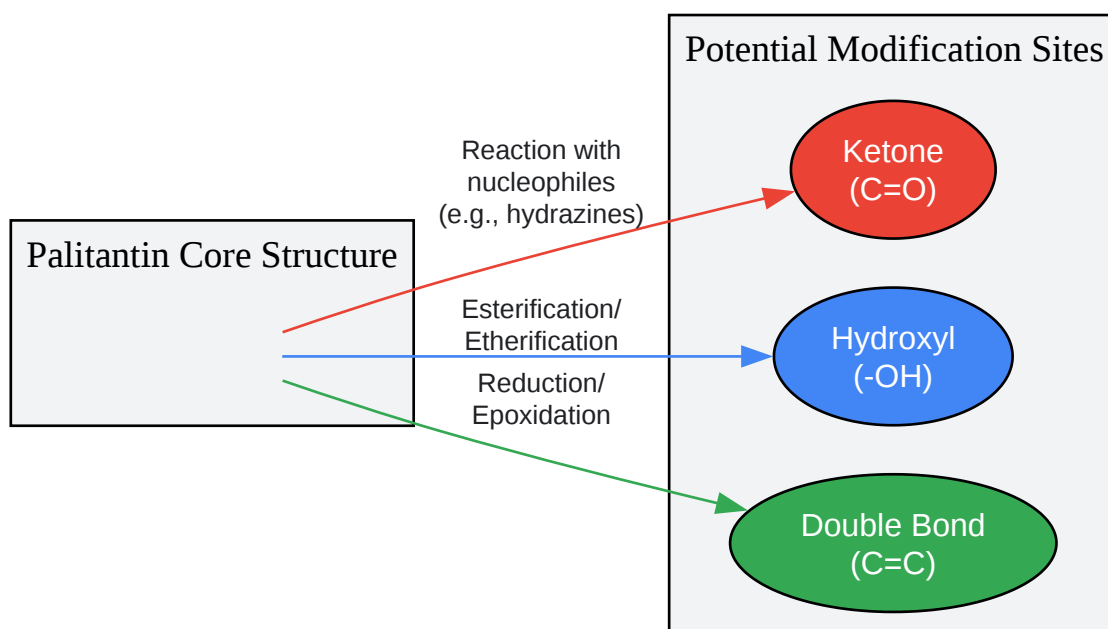 Potential Modification Sites
Ketone
(C=O)
Reaction with
nucleophiles
(e.g., hydrazines)
Palitantin Core Structure
Esterification/
Etherification
Hydroxyl
(-OH)
Reduction/
Epoxidation
Double Bond
(C=C)